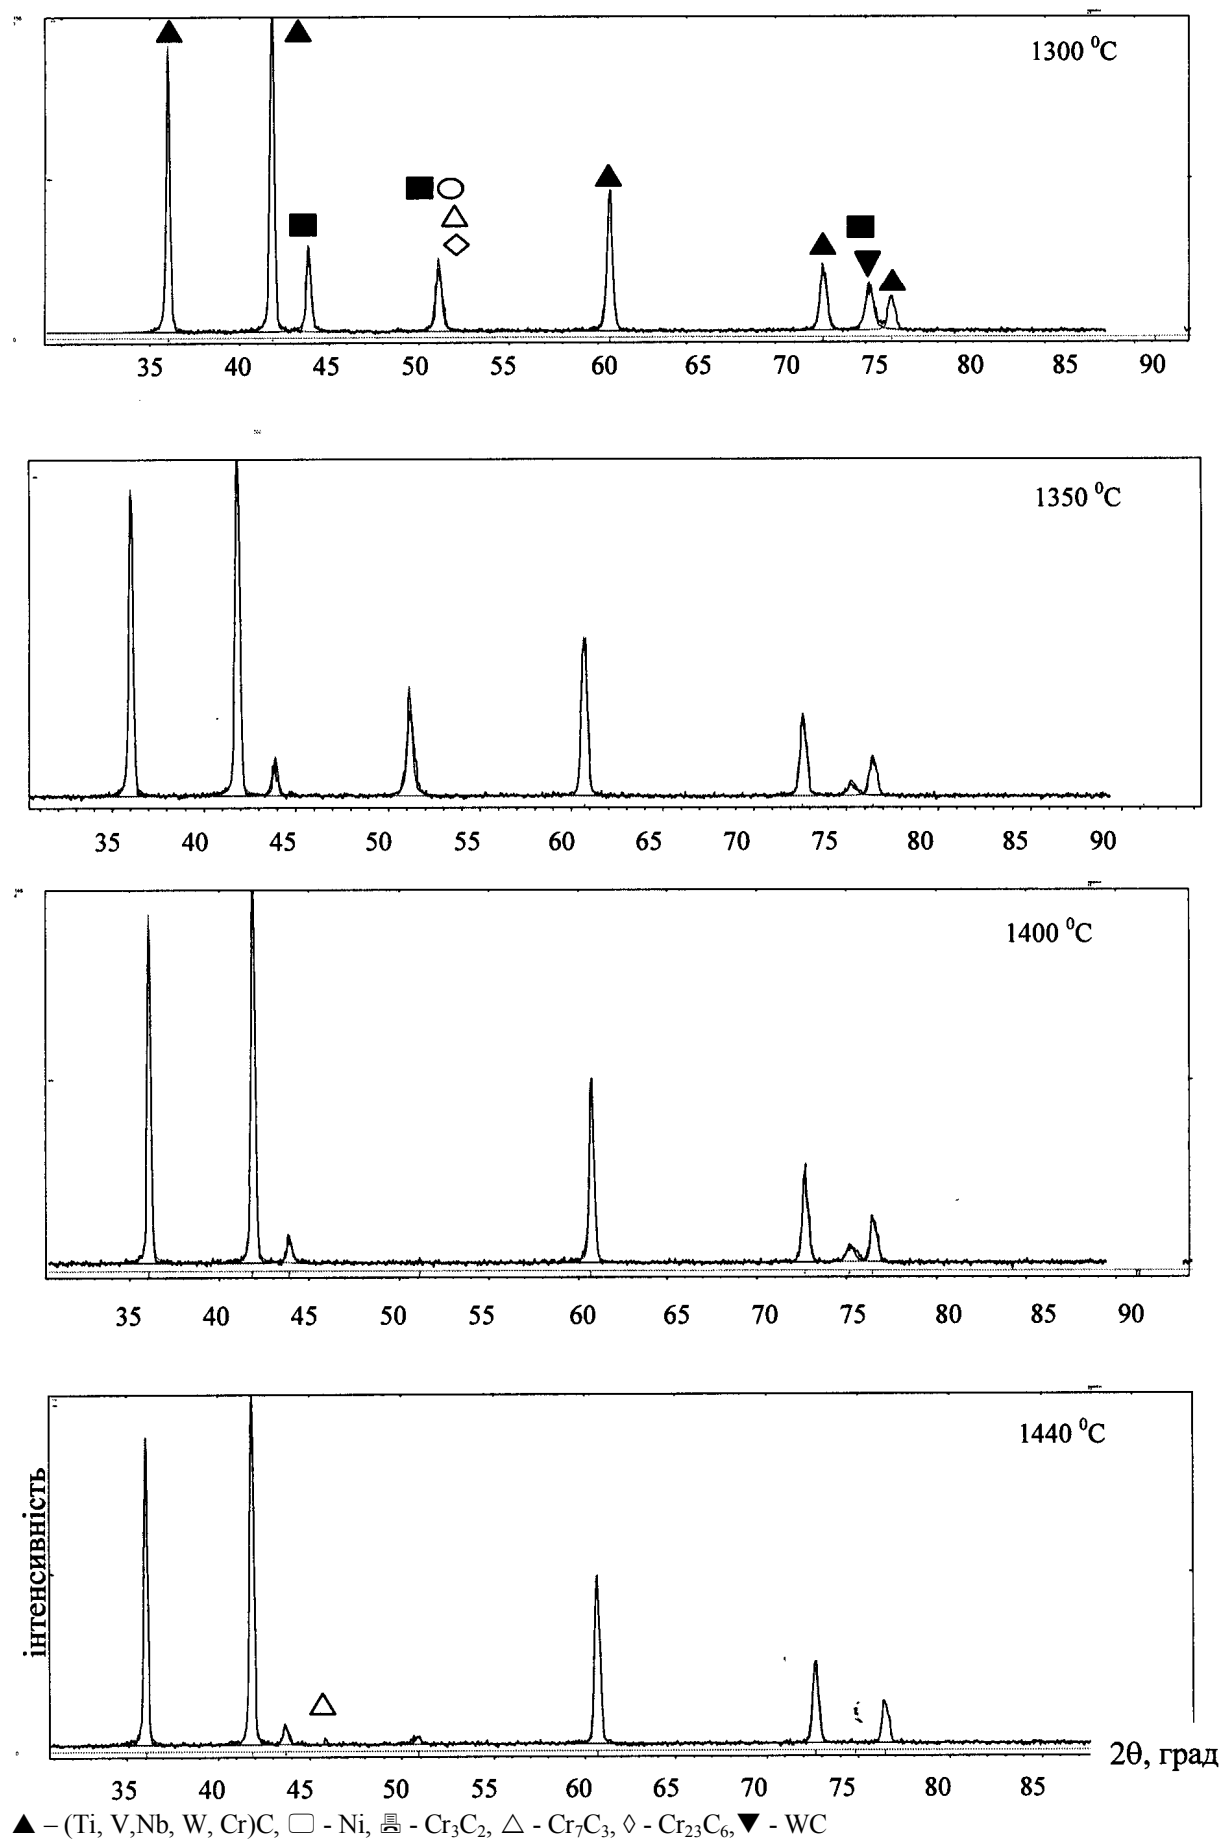 1300 ⁰C
35 40 45 50 55 60 65 70 75 80 85 90
1350 ⁰C
35 40 45 50 55 60 65 70 75 80 85 90
1400 ⁰C
35 40 45 50 55 60 65 70 75 80 85 90
1440 ⁰C
інтенсивність
2θ, град
35 40 45 50 55 60 65 70 75 80 85
▲ – (Ti, V,Nb, W, Cr)C, ▢ - Ni, - Cr₃C₂, △ - Cr₇C₃, ◊ - Cr₂₃C₆, ▼ - WC